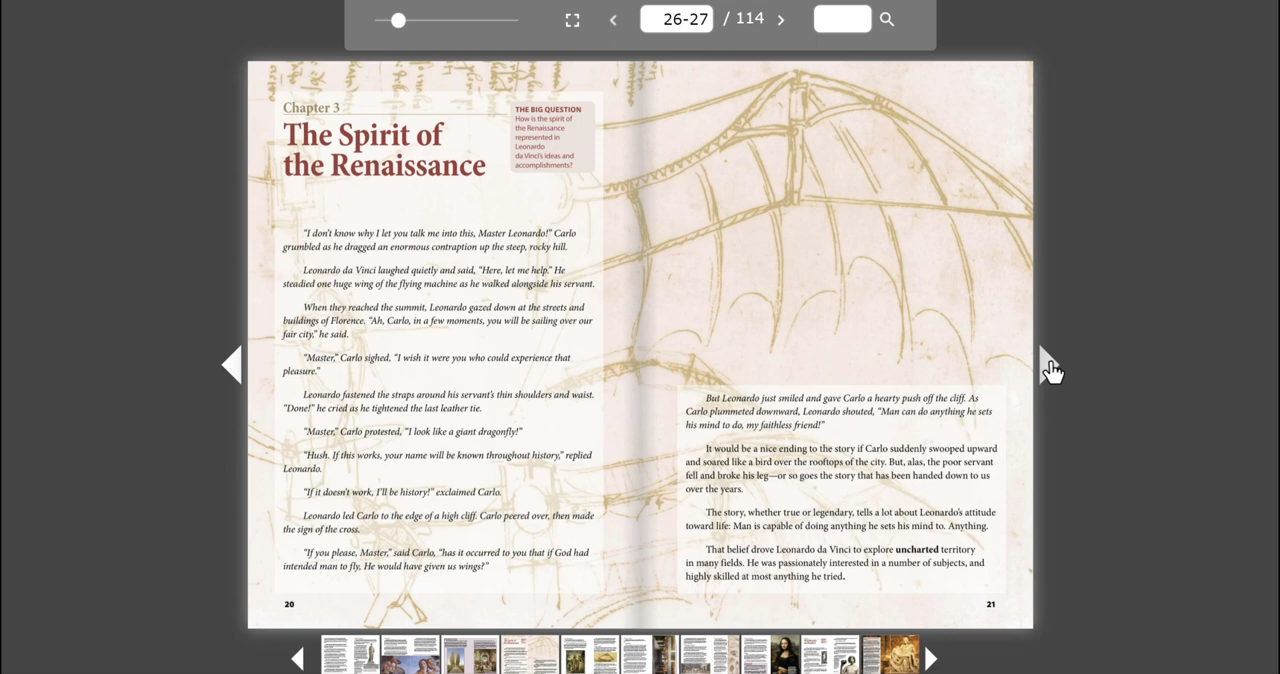 26-27 / 114
Chapter 3
The Spirit of
the Renaissance
THE BIG QUESTION
How is the spirit of
the Renaissance
represented in
Leonardo
da Vinci's ideas and
accomplishments?
"I don't know why I let you talk me into this, Master Leonardo!" Carlo
grumbled as he dragged an enormous contraption up the steep, rocky hill.
Leonardo da Vinci laughed quietly and said, "Here, let me help." He
steadied one huge wing of the flying machine as he walked alongside his servant.
When they reached the summit, Leonardo gazed down at the streets and
buildings of Florence. "Ah, Carlo, in a few moments, you will be sailing over our
fair city," he said.
"Master," Carlo sighed, "I wish it were you who could experience that
pleasure."
Leonardo fastened the straps around his servant's thin shoulders and waist.
"Done!" he cried as he tightened the last leather tie.
"Master," Carlo protested, "I look like a giant dragonfly!"
"Hush. If this works, your name will be known throughout history," replied
Leonardo.
"If it doesn't work, I'll be history!" exclaimed Carlo.
Leonardo led Carlo to the edge of a high cliff. Carlo peered over, then made
the sign of the cross.
"If you please, Master," said Carlo, "has it occurred to you that if God had
intended man to fly, He would have given us wings?"
20
But Leonardo just smiled and gave Carlo a hearty push off the cliff. As
Carlo plummeted downward, Leonardo shouted, "Man can do anything he sets
his mind to do, my faithless friend!"
It would be a nice ending to the story if Carlo suddenly swooped upward
and soared like a bird over the rooftops of the city. But, alas, the poor servant
fell and broke his leg—or so goes the story that has been handed down to us
over the years.
The story, whether true or legendary, tells a lot about Leonardo's attitude
toward life: Man is capable of doing anything he sets his mind to. Anything.
That belief drove Leonardo da Vinci to explore uncharted territory
in many fields. He was passionately interested in a number of subjects, and
highly skilled at most anything he tried.
21